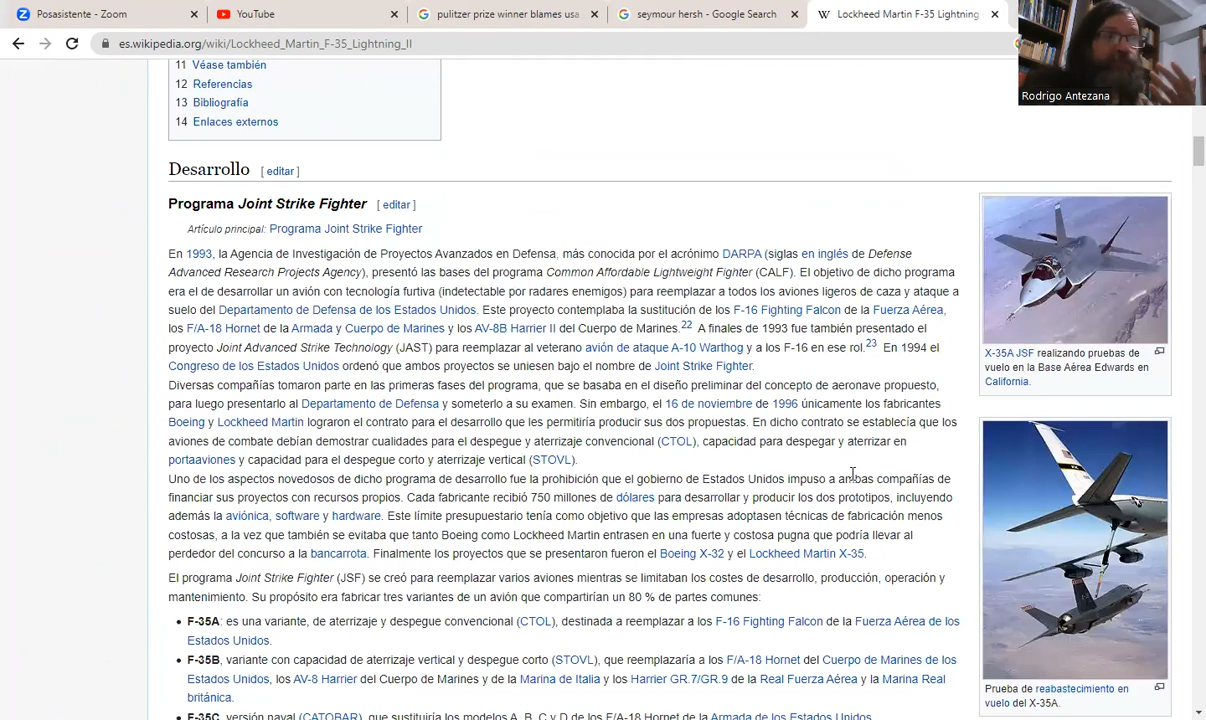 Posasistente - Zoom
YouTube
pulitzer prize winner blames usa
seymour hersh - Google Search
Lockheed Martin F-35 Lightning
es.wikipedia.org/wiki/Lockheed_Martin_F-35_Lightning_II
Rodrigo Antezana
11 Véase también
12 Referencias
13 Bibliografía
14 Enlaces externos
Desarrollo [ editar ]
Programa Joint Strike Fighter [ editar ]
Artículo principal: Programa Joint Strike Fighter
En 1993, la Agencia de Investigación de Proyectos Avanzados en Defensa, más conocida por el acrónimo DARPA (siglas en inglés de Defense
Advanced Research Projects Agency), presentó las bases del programa Common Affordable Lightweight Fighter (CALF). El objetivo de dicho programa
era el de desarrollar un avión con tecnología furtiva (indetectable por radares enemigos) para reemplazar a todos los aviones ligeros de caza y ataque a
suelo del Departamento de Defensa de los Estados Unidos. Este proyecto contemplaba la sustitución de los F-16 Fighting Falcon de la Fuerza Aérea,
los F/A-18 Hornet de la Armada y Cuerpo de Marines y los AV-8B Harrier II del Cuerpo de Marines.22 A finales de 1993 fue también presentado el
proyecto Joint Advanced Strike Technology (JAST) para reemplazar al veterano avión de ataque A-10 Warthog y a los F-16 en ese rol.23 En 1994 el
Congreso de los Estados Unidos ordenó que ambos proyectos se uniesen bajo el nombre de Joint Strike Fighter.
Diversas compañías tomaron parte en las primeras fases del programa, que se basaba en el diseño preliminar del concepto de aeronave propuesto,
para luego presentarlo al Departamento de Defensa y someterlo a su examen. Sin embargo, el 16 de noviembre de 1996 únicamente los fabricantes
Boeing y Lockheed Martin lograron el contrato para el desarrollo que les permitiría producir sus dos propuestas. En dicho contrato se establecía que los
aviones de combate debían demostrar cualidades para el despegue y aterrizaje convencional (CTOL), capacidad para despegar y aterrizar en
portaaviones y capacidad para el despegue corto y aterrizaje vertical (STOVL).
Uno de los aspectos novedosos de dicho programa de desarrollo fue la prohibición que el gobierno de Estados Unidos impuso a ambas compañías de
financiar sus proyectos con recursos propios. Cada fabricante recibió 750 millones de dólares para desarrollar y producir los dos prototipos, incluyendo
además la aviónica, software y hardware. Este límite presupuestario tenía como objetivo que las empresas adoptasen técnicas de fabricación menos
costosas, a la vez que también se evitaba que tanto Boeing como Lockheed Martin entrasen en una fuerte y costosa pugna que podría llevar al
perdedor del concurso a la bancarrota. Finalmente los proyectos que se presentaron fueron el Boeing X-32 y el Lockheed Martin X-35.
El programa Joint Strike Fighter (JSF) se creó para reemplazar varios aviones mientras se limitaban los costes de desarrollo, producción, operación y
mantenimiento. Su propósito era fabricar tres variantes de un avión que compartirían un 80 % de partes comunes:
• F-35A: es una variante, de aterrizaje y despegue convencional (CTOL), destinada a reemplazar a los F-16 Fighting Falcon de la Fuerza Aérea de los
Estados Unidos.
• F-35B, variante con capacidad de aterrizaje vertical y despegue corto (STOVL), que reemplazaría a los F/A-18 Hornet del Cuerpo de Marines de los
Estados Unidos, los AV-8 Harrier del Cuerpo de Marines y de la Marina de Italia y los Harrier GR.7/GR.9 de la Real Fuerza Aérea y la Marina Real
británica.
• F-35C, versión naval (CATOBAR), que sustituiría los modelos A, B, C y D de los F/A-18 Hornet de la Armada de los Estados Unidos.
X-35A JSF realizando pruebas de
vuelo en la Base Aérea Edwards en
California.
Prueba de reabastecimiento en
vuelo del X-35A.